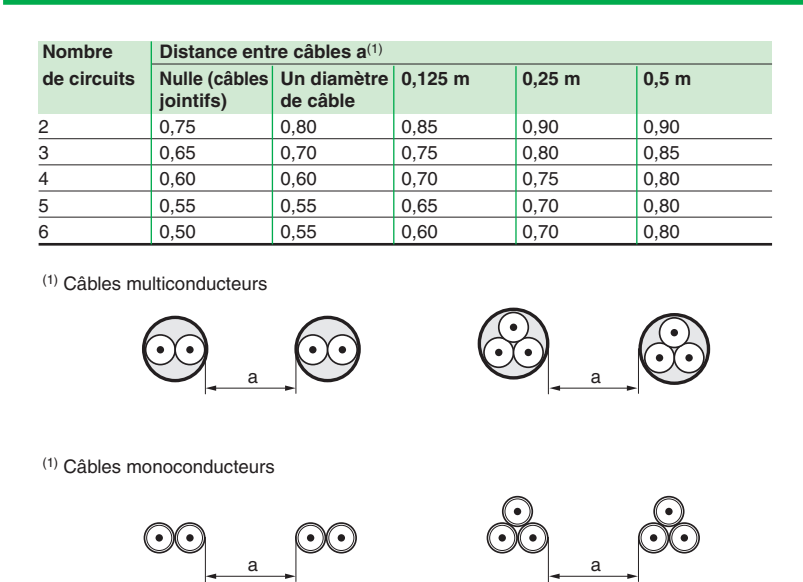 Nombre Distance entre câbles a(1)
de circuits Nulle (câbles Un diamètre 0,125 m 0,25 m 0,5 m
jointifs) de câble
2 0,75 0,80 0,85 0,90 0,90
3 0,65 0,70 0,75 0,80 0,85
4 0,60 0,60 0,70 0,75 0,80
5 0,55 0,55 0,65 0,70 0,80
6 0,50 0,55 0,60 0,70 0,80
(1) Câbles multiconducteurs
a a
(1) Câbles monoconducteurs
a a